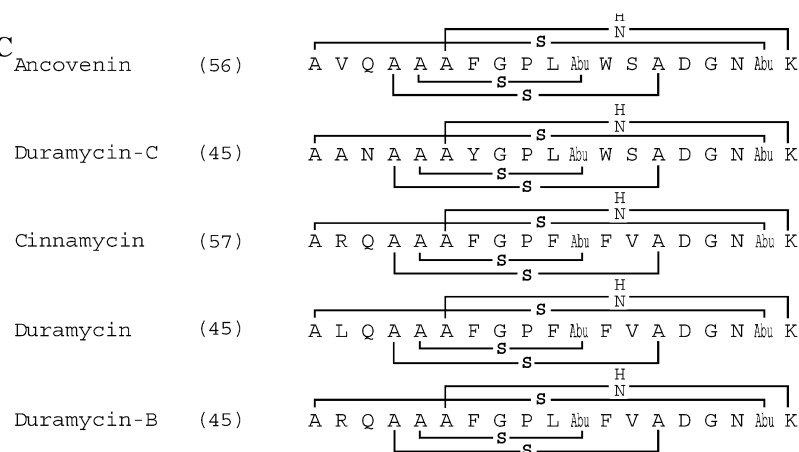 C
H
N
S
Ancovenin (56) A V Q A A A F G P L Abu W S A D G N Abu K
S
S
H
N
S
Duramycin-C (45) A A N A A A Y G P L Abu W S A D G N Abu K
S
S
H
N
S
Cinnamycin (57) A R Q A A A F G P F Abu F V A D G N Abu K
S
S
H
N
S
Duramycin (45) A L Q A A A F G P F Abu F V A D G N Abu K
S
S
H
N
S
Duramycin-B (45) A R Q A A A F G P L Abu F V A D G N Abu K
S
S